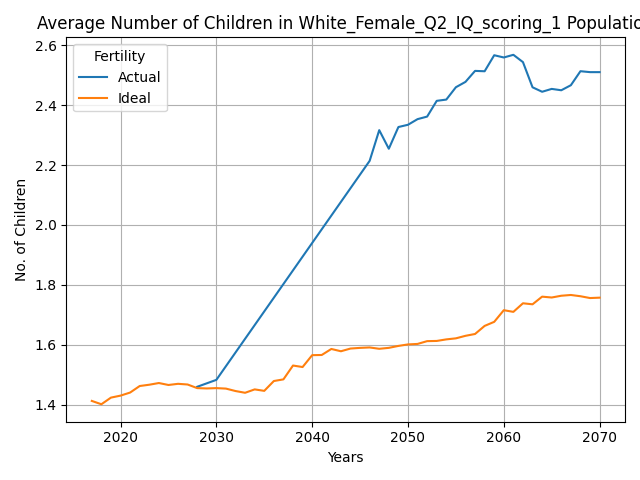 Average Number of Children in White_Female_Q2_IQ_scoring_1 Populatio
Fertility
Actual
Ideal
2.6
2.4
2.2
2.0
1.8
1.6
1.4
No. of Children
2020 2030 2040 2050 2060 2070
Years